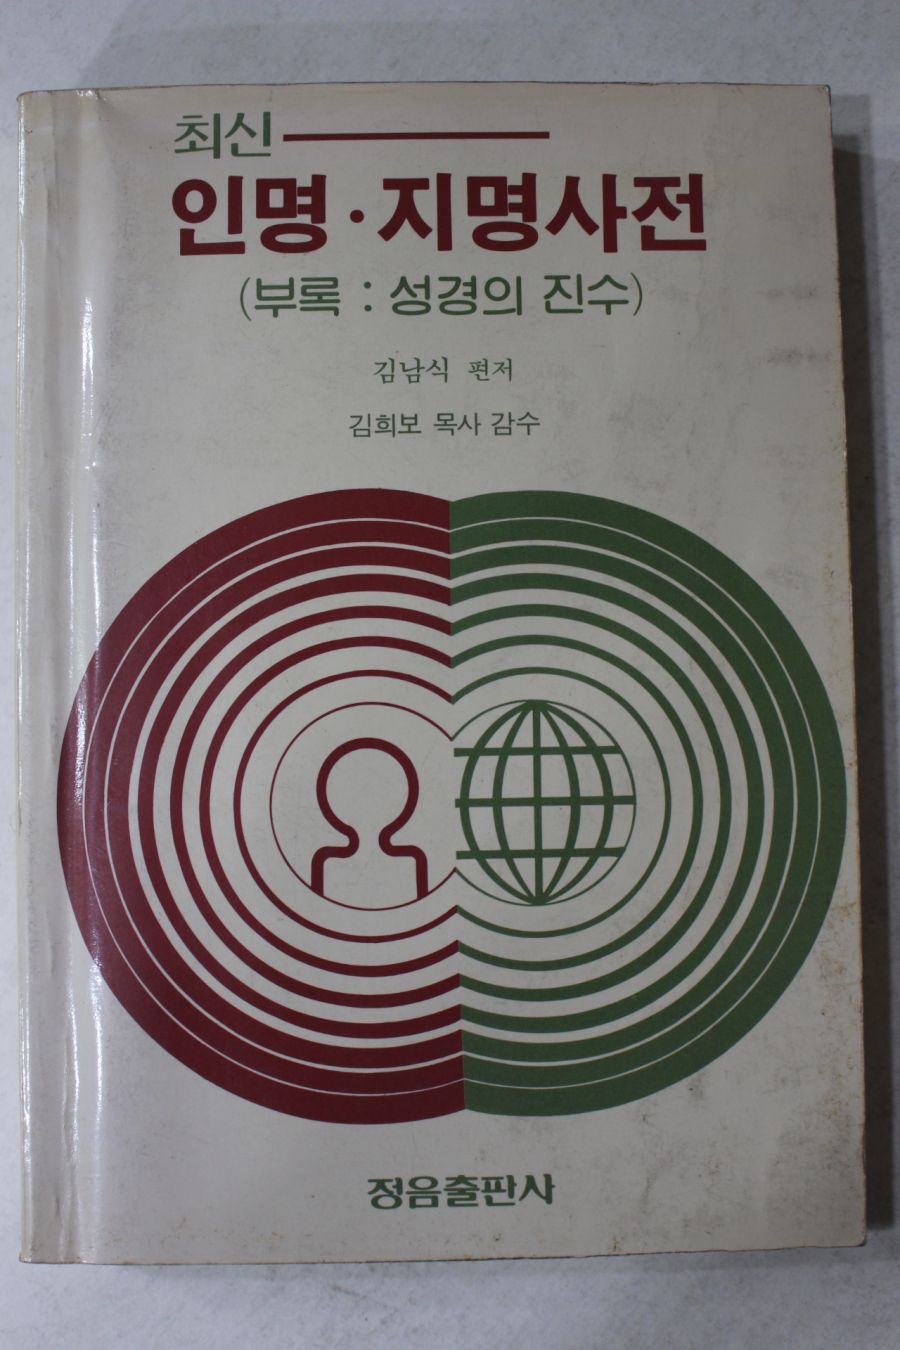 최신
인명·지명사전
(부록 : 성경의 진수)
김남식 편저
김희보 목사 감수
정음출판사